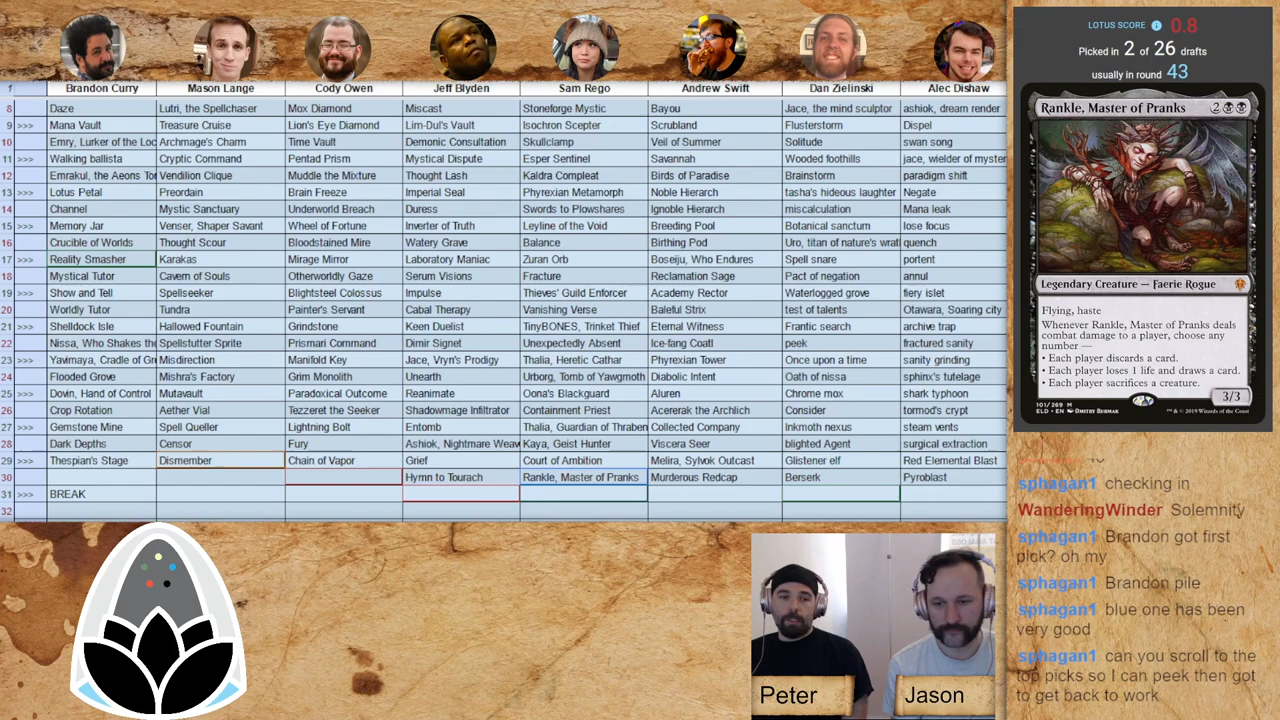 Brandon Curry Mason Lange Cody Owen Jeff Blyden Sam Rego Andrew Swift Dan Zielinski Alec Dishaw
8 Daze Lutri, the Spellchaser Mox Diamond Miscast Stoneforge Mystic Bayou Jace, the mind sculptor ashiok, dream render
9 >>> Mana Vault Treasure Cruise Lion's Eye Diamond Lim-Dul's Vault Isochron Scepter Scrubland Flusterstorm Dispel
10 Emry, Lurker of the Loc Archmage's Charm Time Vault Demonic Consultation Skullclamp Veil of Summer Solitude swan song
11 >>> Walking ballista Cryptic Command Pentad Prism Mystical Dispute Esper Sentinel Savannah Wooded foothills jace, wielder of myster
12 Emrakul, the Aeons Tor Vendilion Clique Muddle the Mixture Thought Lash Kaldra Compleat Birds of Paradise Brainstorm paradigm shift
13 >>> Lotus Petal Preordain Brain Freeze Imperial Seal Phyrexian Metamorph Noble Hierarch tasha's hideous laughter Negate
14 Channel Mystic Sanctuary Underworld Breach Duress Swords to Plowshares Ignoble Hierarch miscalculation Mana leak
15 >>> Memory Jar Venser, Shaper Savant Wheel of Fortune Inverter of Truth Leyline of the Void Breeding Pool Botanical sanctum lose focus
16 Crucible of Worlds Thought Scour Bloodstained Mire Watery Grave Balance Birthing Pod Uro, titan of nature's wrat quench
17 >>> Reality Smasher Karakas Mirage Mirror Laboratory Maniac Zuran Orb Boseiju, Who Endures Spell snare portent
18 Mystical Tutor Cavern of Souls Otherworldly Gaze Serum Visions Fracture Reclamation Sage Pact of negation annul
19 >>> Show and Tell Spellseeker Blightsteel Colossus Impulse Thieves' Guild Enforcer Academy Rector Waterlogged grove fiery islet
20 Worldly Tutor Tundra Painter's Servant Cabal Therapy Vanishing Verse Baleful Strix test of talents Otawara, Soaring city
21 >>> Shelldock Isle Hallowed Fountain Grindstone Keen Duelist TinyBONES, Trinket Thief Eternal Witness Frantic search archive trap
22 Nissa, Who Shakes the Spellstutter Sprite Prismari Command Dimir Signet Unexpectedly Absent Ice-fang Coatl peek fractured sanity
23 >>> Yavimaya, Cradle of Gr Misdirection Manifold Key Jace, Vryn's Prodigy Thalia, Heretic Cathar Phyrexian Tower Once upon a time sanity grinding
24 Flooded Grove Mishra's Factory Grim Monolith Unearth Urborg, Tomb of Yawgmoth Diabolic Intent Oath of nissa sphinx's tutelage
25 >>> Dovin, Hand of Control Mutavault Paradoxical Outcome Reanimate Oona's Blackguard Aluren Chrome mox shark typhoon
26 Crop Rotation Aether Vial Tezzeret the Seeker Shadowmage Infiltrator Containment Priest Acererak the Archlich Consider tormod's crypt
27 >>> Gemstone Mine Spell Queller Lightning Bolt Entomb Thalia, Guardian of Thraben Collected Company Inkmoth nexus steam vents
28 Dark Depths Censor Fury Ashiok, Nightmare Weav Kaya, Geist Hunter Viscera Seer blighted Agent surgical extraction
29 >>> Thespian's Stage Dismember Chain of Vapor Grief Court of Ambition Melira, Sylvok Outcast Glistener elf Red Elemental Blast
30 Hymn to Tourach Rankle, Master of Pranks Murderous Redcap Berserk Pyroblast
31 >>> BREAK
32
LOTUS SCORE i 0.8
Picked in 2 of 26 drafts
usually in round 43
Rankle, Master of Pranks 2
Legendary Creature — Faerie Rogue
Flying, haste
Whenever Rankle, Master of Pranks deals
combat damage to a player, choose any
number —
• Each player discards a card.
• Each player loses 1 life and draws a card.
• Each player sacrifices a creature.
3/3
101/269 M
ELD • EN
© 2019 Wizards of the Coast
sphagan1 checking in
WanderingWinder Solemnity
sphagan1 Brandon got first
pick? oh my
sphagan1 Brandon pile
sphagan1 blue one has been
very good
sphagan1 can you scroll to the
top picks so I can peek then got
to get back to work
Peter
Jason